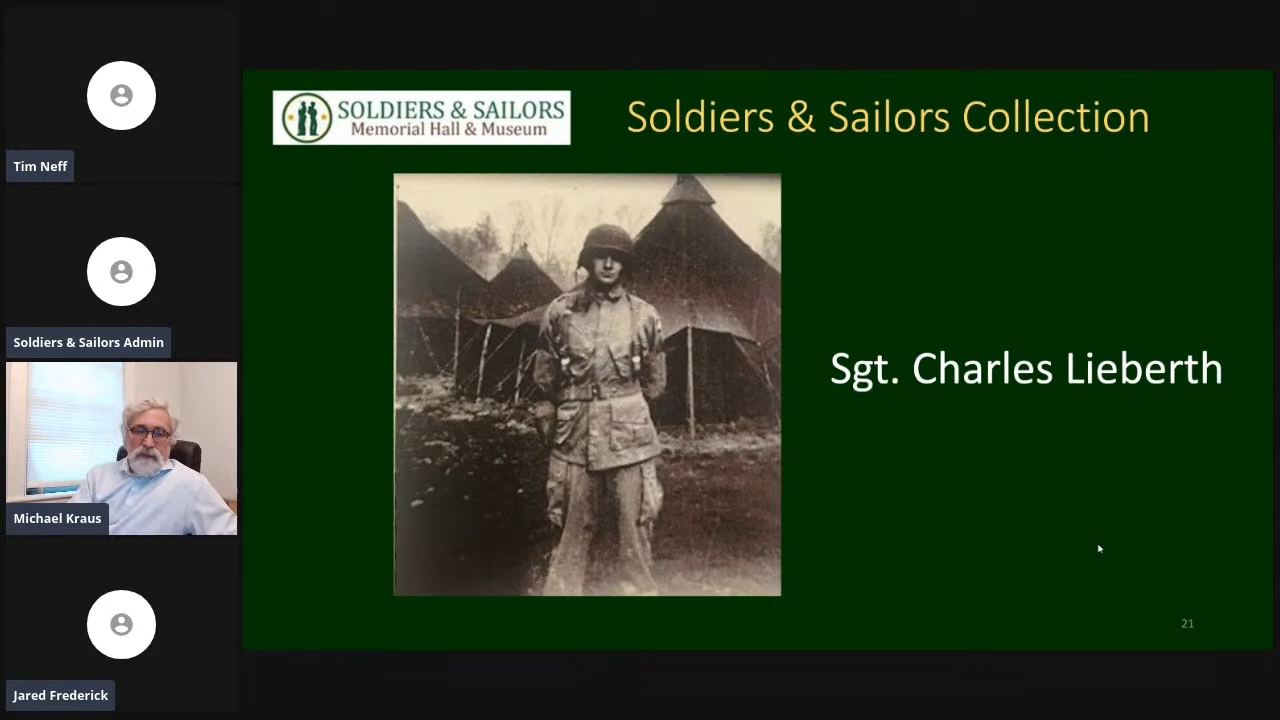 Tim Neff
Soldiers & Sailors Admin
Michael Kraus
Jared Frederick
SOLDIERS & SAILORS
Memorial Hall & Museum
Soldiers & Sailors Collection
Sgt. Charles Lieberth
21